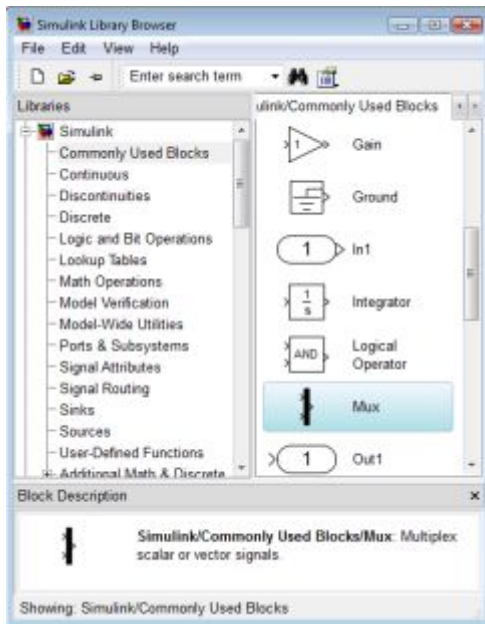 Simulink Library Browser
File Edit View Help
Enter search term
Libraries
ulink/Commonly Used Blocks
Simulink
Commonly Used Blocks
Continuous
Discontinuities
Discrete
Logic and Bit Operations
Lookup Tables
Math Operations
Model Verification
Model-Wide Utilities
Ports & Subsystems
Signal Attributes
Signal Routing
Sinks
Sources
User-Defined Functions
Additional Math & Discrete
1
Gain
Ground
1
In1
1
s
Integrator
AND
Logical
Operator
Mux
1
Out1
Block Description
Simulink/Commonly Used Blocks/Mux: Multiplex
scalar or vector signals.
Showing: Simulink/Commonly Used Blocks